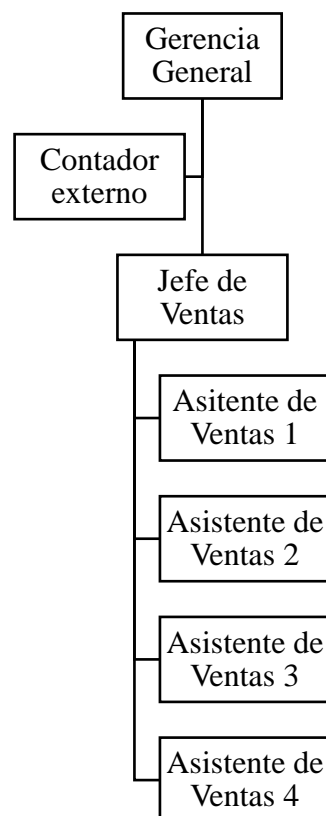 Gerencia
General
Contador
externo
Jefe de
Ventas
Asitente de
Ventas 1
Asistente de
Ventas 2
Asistente de
Ventas 3
Asistente de
Ventas 4